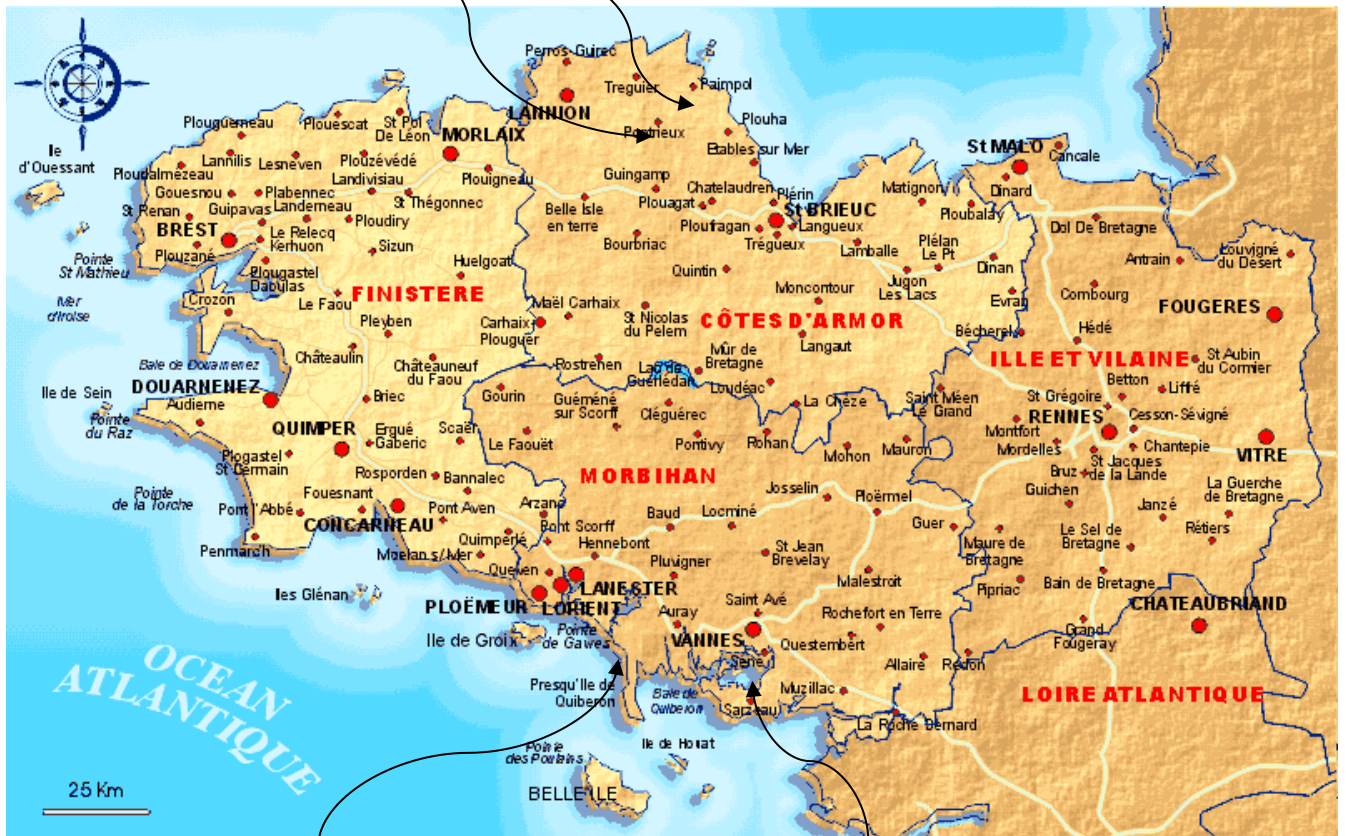 Perros-Guirec
Treguier
Paimpol
LANNION
Pontrieux
Plouha
Plouguerneau
Plouescat
St Pol
De Léon
MORLAIX
Etables sur Mer
St MALO
Cancale
Ile
d'Ouessant
Lannilis
Lesneven
Plouzévédé
Ploudalmézeau
Landivisiau
Plouigneau
Guingamp
Chatelaudren
Plérin
Matignon
Dinard
Gouesnou
Plabennec
St Thégonnec
Belle Isle
en terre
Plouagat
St BRIEUC
Ploubalay
St Renan
Guipavas
Landerneau
Ploudiry
Ploufragan
Langueux
Dol De Bretagne
BREST
Le Relecq
Kerhuon
Sizun
Bourbriac
Trégueux
Lamballe
Plélan
Le Pt
Antrain
Louvigné
du Désert
Plouzané
Pointe
St Mathieu
Plougastel
Daoulas
Huelgoat
Quintin
Dinan
Jugon
Les Lacs
Combourg
Mer
d'Iroise
Crozon
Le Faou
FINISTERE
Maël Carhaix
St Nicolas
du Pelem
Moncontour
Evran
FOUGERES
Pleyben
Carhaix-
Plouguer
CÔTES D'ARMOR
Bécherel
Hédé
Châteaulin
Châteauneuf
du Faou
Rostrenen
Mûr de
Bretagne
Langaut
ILLE ET VILAINE
St Aubin
du Cormier
Baie de Douarnenez
Lac de
Guerlédan
Loudéac
Betton
Liffré
DOUARNENEZ
Ile de Sein
Audierne
Pointe
du Raz
Briec
Gourin
Guéméné
sur Scorff
Cléguérec
La Chèze
Saint Méen
Le Grand
St Grégoire
RENNES
Cesson-Sévigné
QUIMPER
Ergué
Gaberic
Scaër
Le Faouët
Pontivy
Rohan
Mohon
Mauron
Montfort
Mordelles
Chantepie
VITRE
Plogastel
St Germain
Rosporden
Bannalec
MORBIHAN
Josselin
Ploërmel
Bruz
St Jacques
de la Lande
Guichen
La Guerche
de Bretagne
Pointe
de la Torche
Pont l'Abbé
Fouesnant
CONCARNEAU
Pont Aven
Arzano
Pont Scorff
Baud
Locminé
Guer
Le Sel de
Bretagne
Janzé
Rétiers
Penmarc'h
Quimperlé
Moelan s/Mer
Hennebont
Pluvigner
St Jean
Brevelay
Maure de
Bretagne
Queven
Malestroit
Pipriac
Bain de Bretagne
Iles Glénan
LANESTER
PLOËMEUR
LORIENT
Auray
Saint Avé
Rochefort en Terre
CHATEAUBRIAND
Ile de Groix
Pointe
de Gawes
VANNES
Questembert
Grand
Fougeray
Séné
Allaire
Redon
OCEAN
ATLANTIQUE
Presqu'Ile de
Quiberon
Baie de
Quiberon
Sarzeau
Muzillac
LOIRE ATLANTIQUE
La Roche Bernard
Pointe
des Poulains
Ile de Houat
25 Km
BELLE ILE